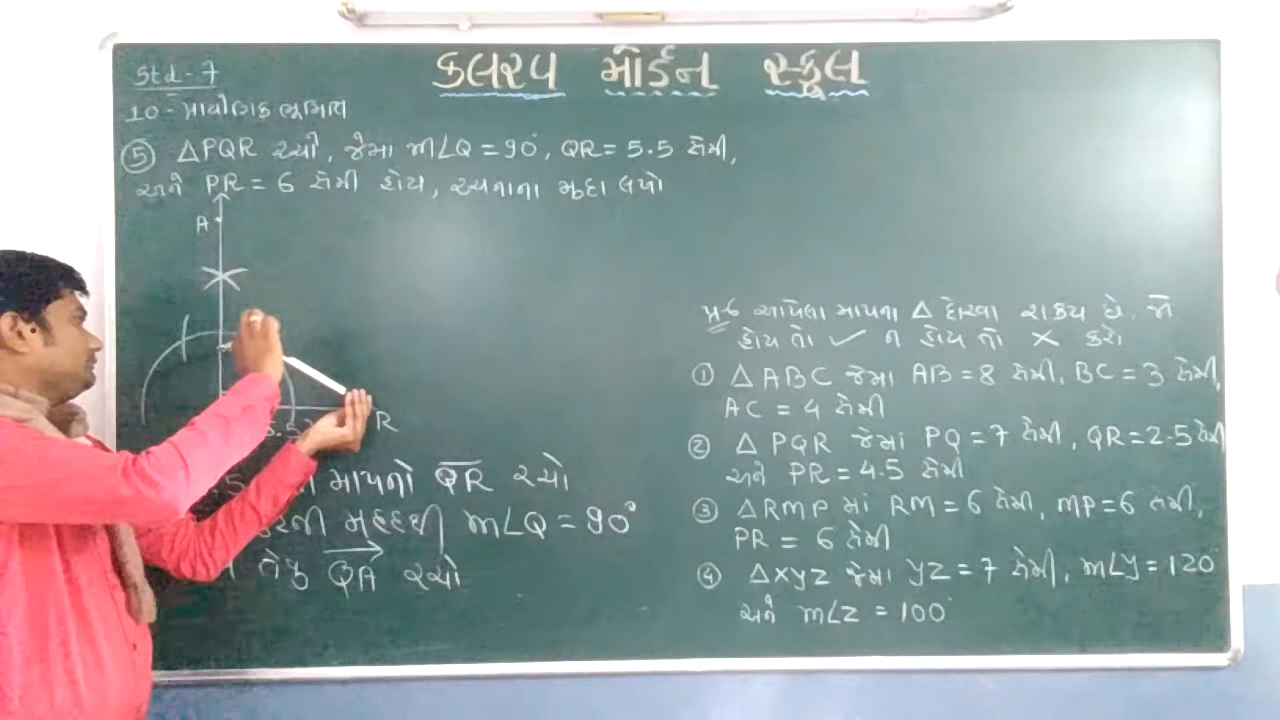 કલરવ મોર્ડન સ્કૂલ
Std - 7
10 - પ્રાયોગિક ભૂમિતિ
⑤ △PQR રચો, જેમા m∠Q = 90°, QR = 5.5 સેમી,
અને PR = 6 સેમી હોય, રચનાના મુદ્દા લખો
A
R
5.5
માપનો QR રચો
મદદથી m∠Q = 90°
QA રચો
પ્ર-6 આપેલા માપના △ દોરવા શકય છે. જો
હોય તો ✓ ન હોય તો ✗ કરો
① △ABC જેમા AB = 8 સેમી, BC = 3 સેમી,
AC = 4 સેમી
② △PQR જેમાં PQ = 7 સેમી, QR = 2.5 સેમી
અને PR = 4.5 સેમી
③ △RMP માં RM = 6 સેમી, MP = 6 સેમી,
PR = 6 સેમી
④ △XYZ જેમા YZ = 7 સેમી, m∠Y = 120°
અને m∠Z = 100°